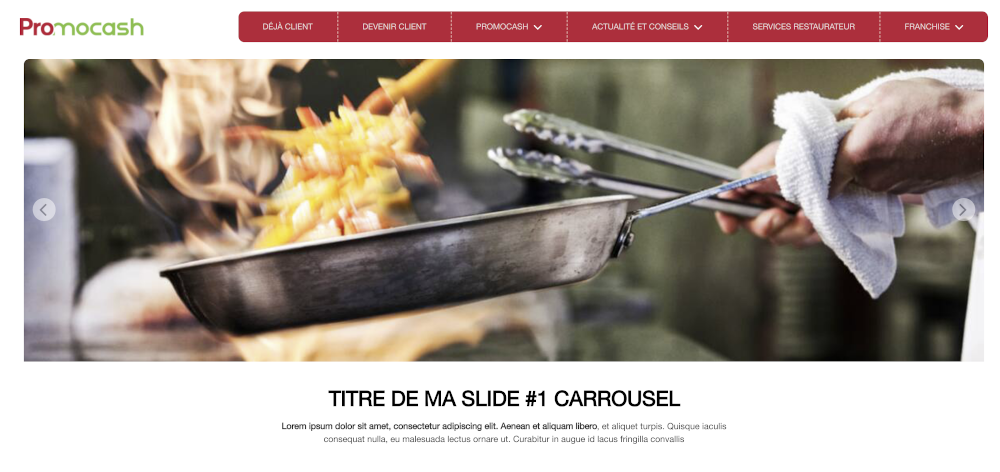 Promocash
DÉJÀ CLIENT
DEVENIR CLIENT
PROMOCASH
ACTUALITÉ ET CONSEILS
SERVICES RESTAURATEUR
FRANCHISE
TITRE DE MA SLIDE #1 CARROUSEL
Lorem ipsum dolor sit amet, consectetur adipiscing elit. Aenean et aliquam libero, et aliquet turpis. Quisque iaculis
consequat nulla, eu malesuada lectus ornare ut. Curabitur in augue id lacus fringilla convallis